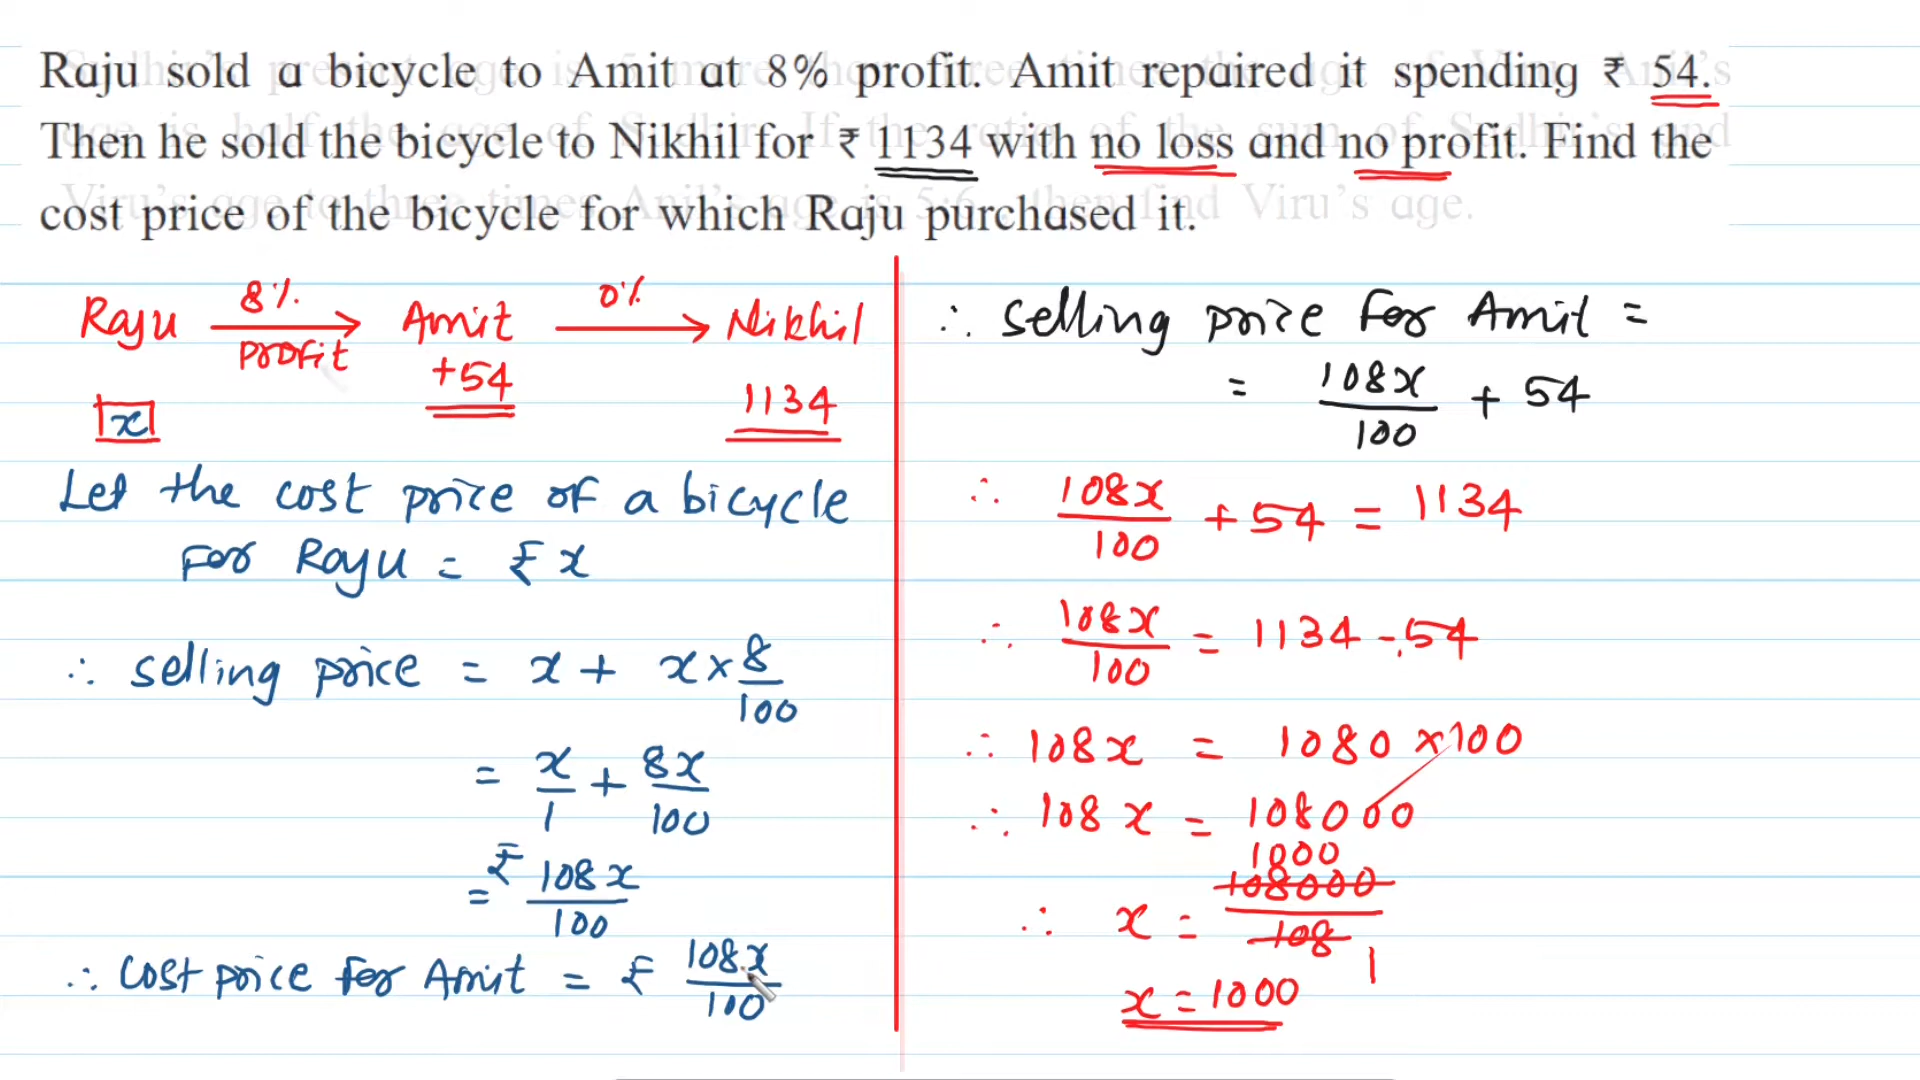 Raju sold a bicycle to Amit at 8% profit. Amit repaired it spending ₹ 54.
Then he sold the bicycle to Nikhil for ₹ 1134 with no loss and no profit. Find the
cost price of the bicycle for which Raju purchased it.
Raju 8% profit → Amit 0% → Nikhil
+54
x 1134
Let the cost price of a bicycle
for Raju = ₹ x
∴ selling price = x + x × 8/100
= x/1 + 8x/100
= ₹ 108x/100
∴ cost price for Amit = ₹ 108x/100
∴ selling price for Amit =
= 108x/100 + 54
∴ 108x/100 + 54 = 1134
∴ 108x/100 = 1134 - 54
∴ 108x = 1080 × 100
∴ 108x = 108000
1000
∴ x = 108000/108
1
x = 1000